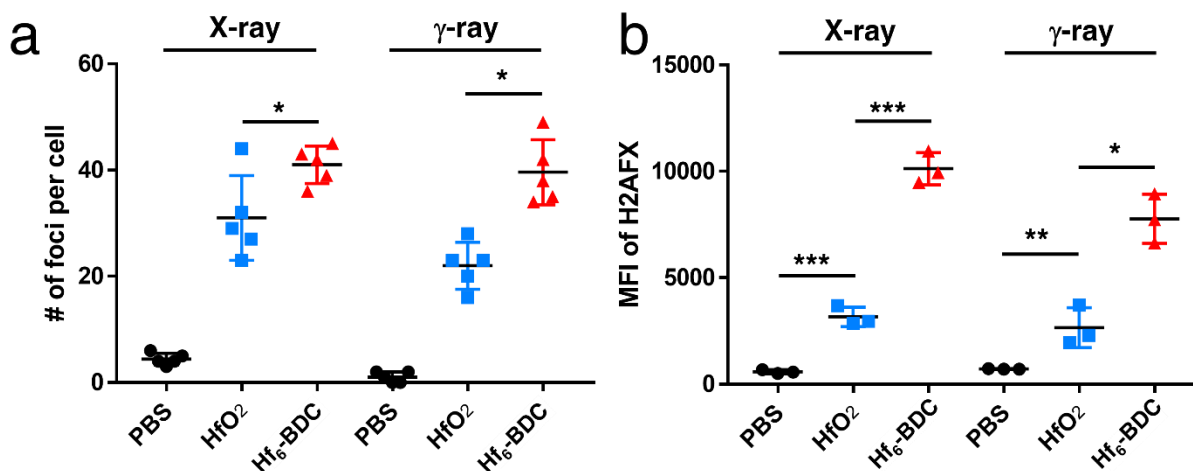 a
X-ray
γ-ray
# of foci per cell
60
40
20
0
*
*
PBS
HfO2
Hf6-BDC
PBS
HfO2
Hf6-BDC
b
X-ray
γ-ray
MFI of H2AFX
15000
10000
5000
0
***
***
**
*
PBS
HfO2
Hf6-BDC
PBS
HfO2
Hf6-BDC